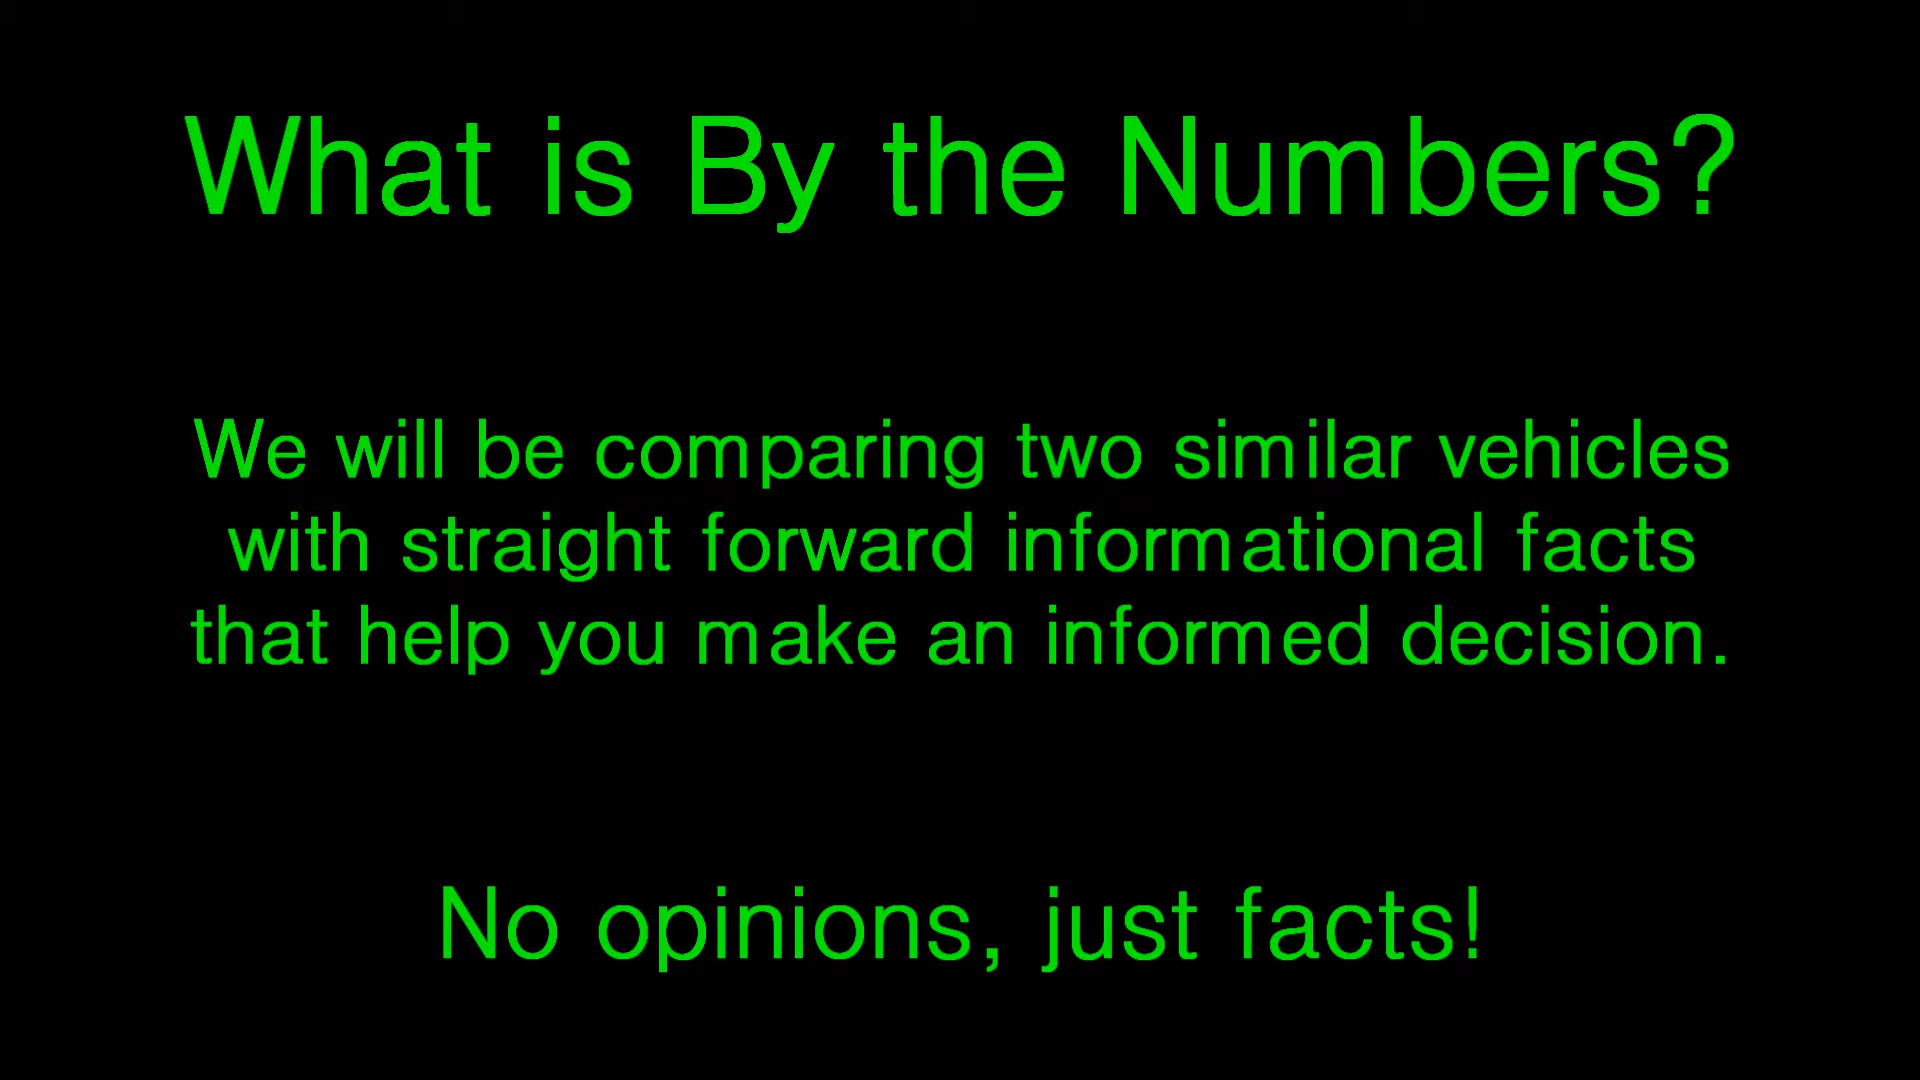 What is By the Numbers?
We will be comparing two similar vehicles
with straight forward informational facts
that help you make an informed decision.
No opinions, just facts!